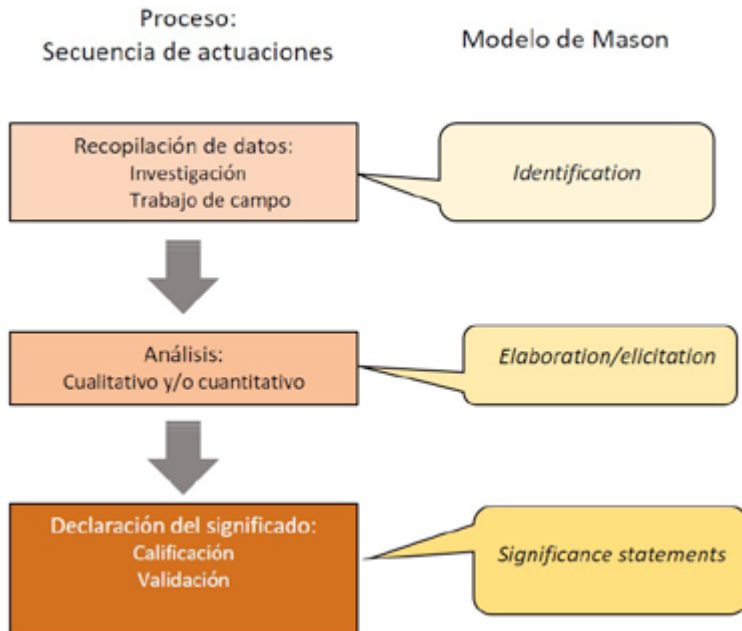 Proceso:
Secuencia de actuaciones
Modelo de Mason
Recopilación de datos:
Investigación
Trabajo de campo
Identification
Análisis:
Cualitativo y/o cuantitativo
Elaboration/elicitation
Declaración del significado:
Calificación
Validación
Significance statements